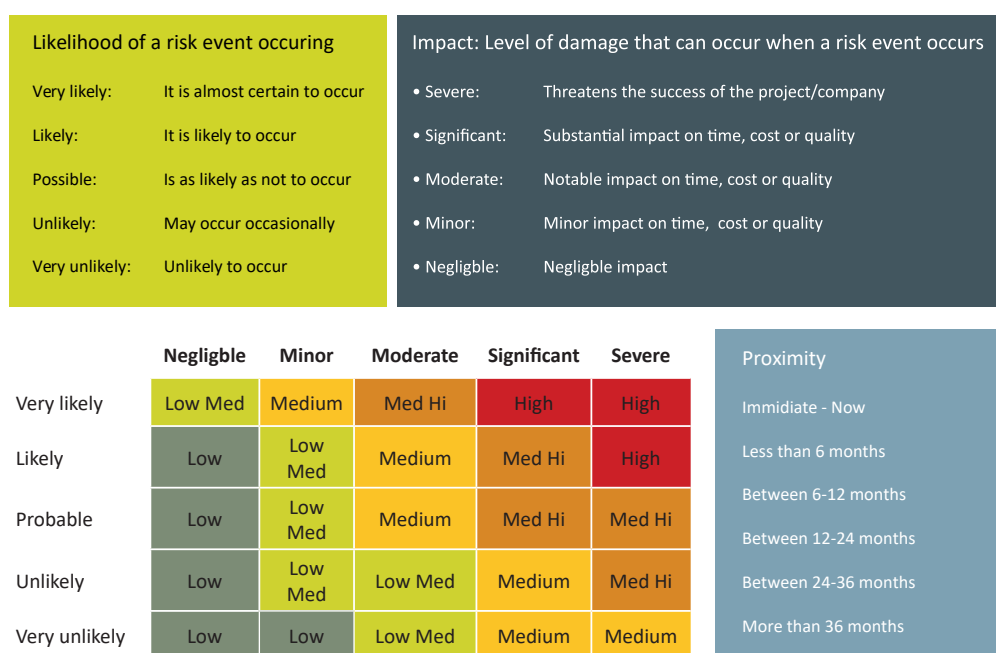 Likelihood of a risk event occuring
Very likely: It is almost certain to occur
Likely: It is likely to occur
Possible: Is as likely as not to occur
Unlikely: May occur occasionally
Very unlikely: Unlikely to occur
Impact: Level of damage that can occur when a risk event occurs
• Severe: Threatens the success of the project/company
• Significant: Substantial impact on time, cost or quality
• Moderate: Notable impact on time, cost or quality
• Minor: Minor impact on time, cost or quality
• Negligble: Negligble impact
Negligble Minor Moderate Significant Severe
Very likely Low Med Medium Med Hi High High
Likely Low Low Med Medium Med Hi High
Probable Low Low Med Medium Med Hi Med Hi
Unlikely Low Low Med Low Med Medium Med Hi
Very unlikely Low Low Low Med Medium Medium
Proximity
Immidiate - Now
Less than 6 months
Between 6-12 months
Between 12-24 months
Between 24-36 months
More than 36 months